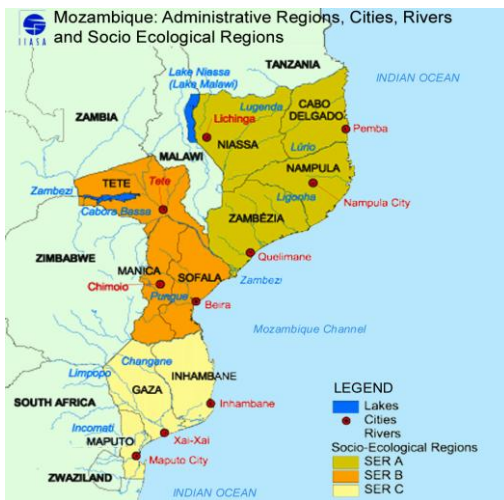 IIASA
Mozambique: Administrative Regions, Cities, Rivers
and Socio Ecological Regions
TANZANIA
INDIAN OCEAN
Lake Niassa
(Lake Malawi)
Lugenda
CABO
DELGADO
ZAMBIA
Lichinga
Pemba
NIASSA
Lúrio
MALAWI
NAMPULA
TETE
Tete
Ligonha
Nampula City
Zambezi
Cabora Bassa
ZAMBÉZIA
ZIMBABWE
Quelimane
MANICA
SOFALA
Zambezi
Chimoio
Pungue
Beira
Mozambique Channel
Changane
Limpopo
INHAMBANE
GAZA
LEGEND
SOUTH AFRICA
Inhambane
Lakes
Cities
Incomati
Rivers
MAPUTO
Xai-Xai
Socio-Ecological Regions
Maputo City
SER A
ZWAZILAND
SER B
INDIAN OCEAN
SER C